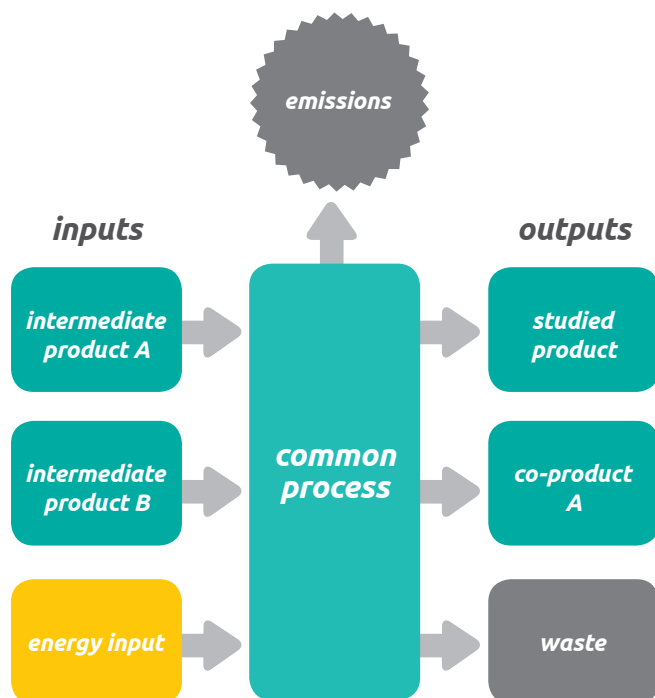 emissions
inputs
outputs
intermediate
product A
studied
product
intermediate
product B
common
process
co-product
A
energy input
waste